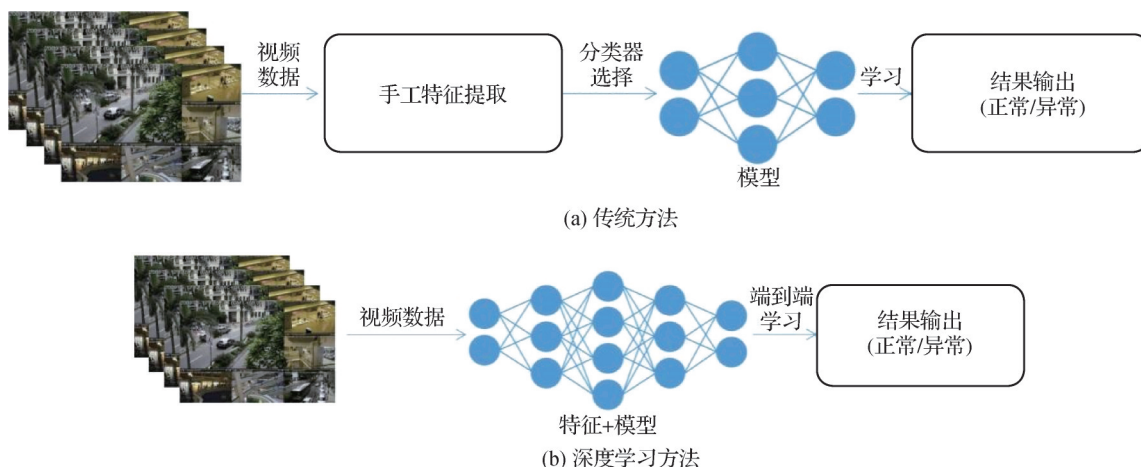 视频
数据
手工特征提取
分类器
选择
模型
学习
结果输出
(正常/异常)
(a) 传统方法
视频数据
特征+模型
端到端
学习
结果输出
(正常/异常)
(b) 深度学习方法